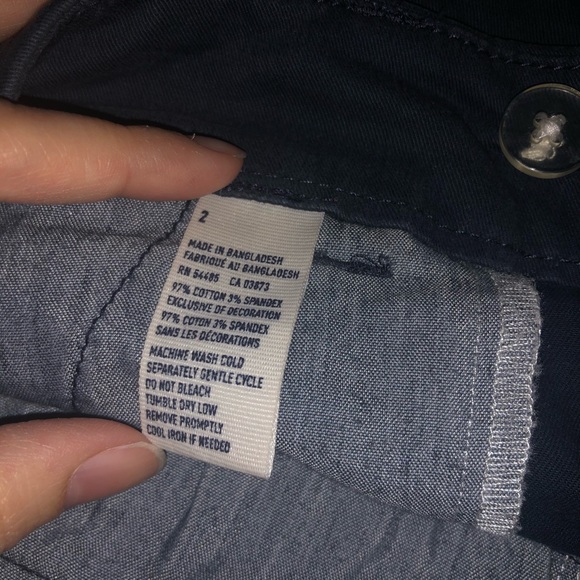 2
MADE IN BANGLADESH
FABRIQUÉ AU BANGLADESH
RN 54485 CA 03873
97% COTTON 3% SPANDEX
EXCLUSIVE OF DECORATION
97% COTON 3% SPANDEX
SANS LES DÉCORATIONS
MACHINE WASH COLD
SEPARATELY GENTLE CYCLE
DO NOT BLEACH
TUMBLE DRY LOW
REMOVE PROMPTLY
COOL IRON IF NEEDED